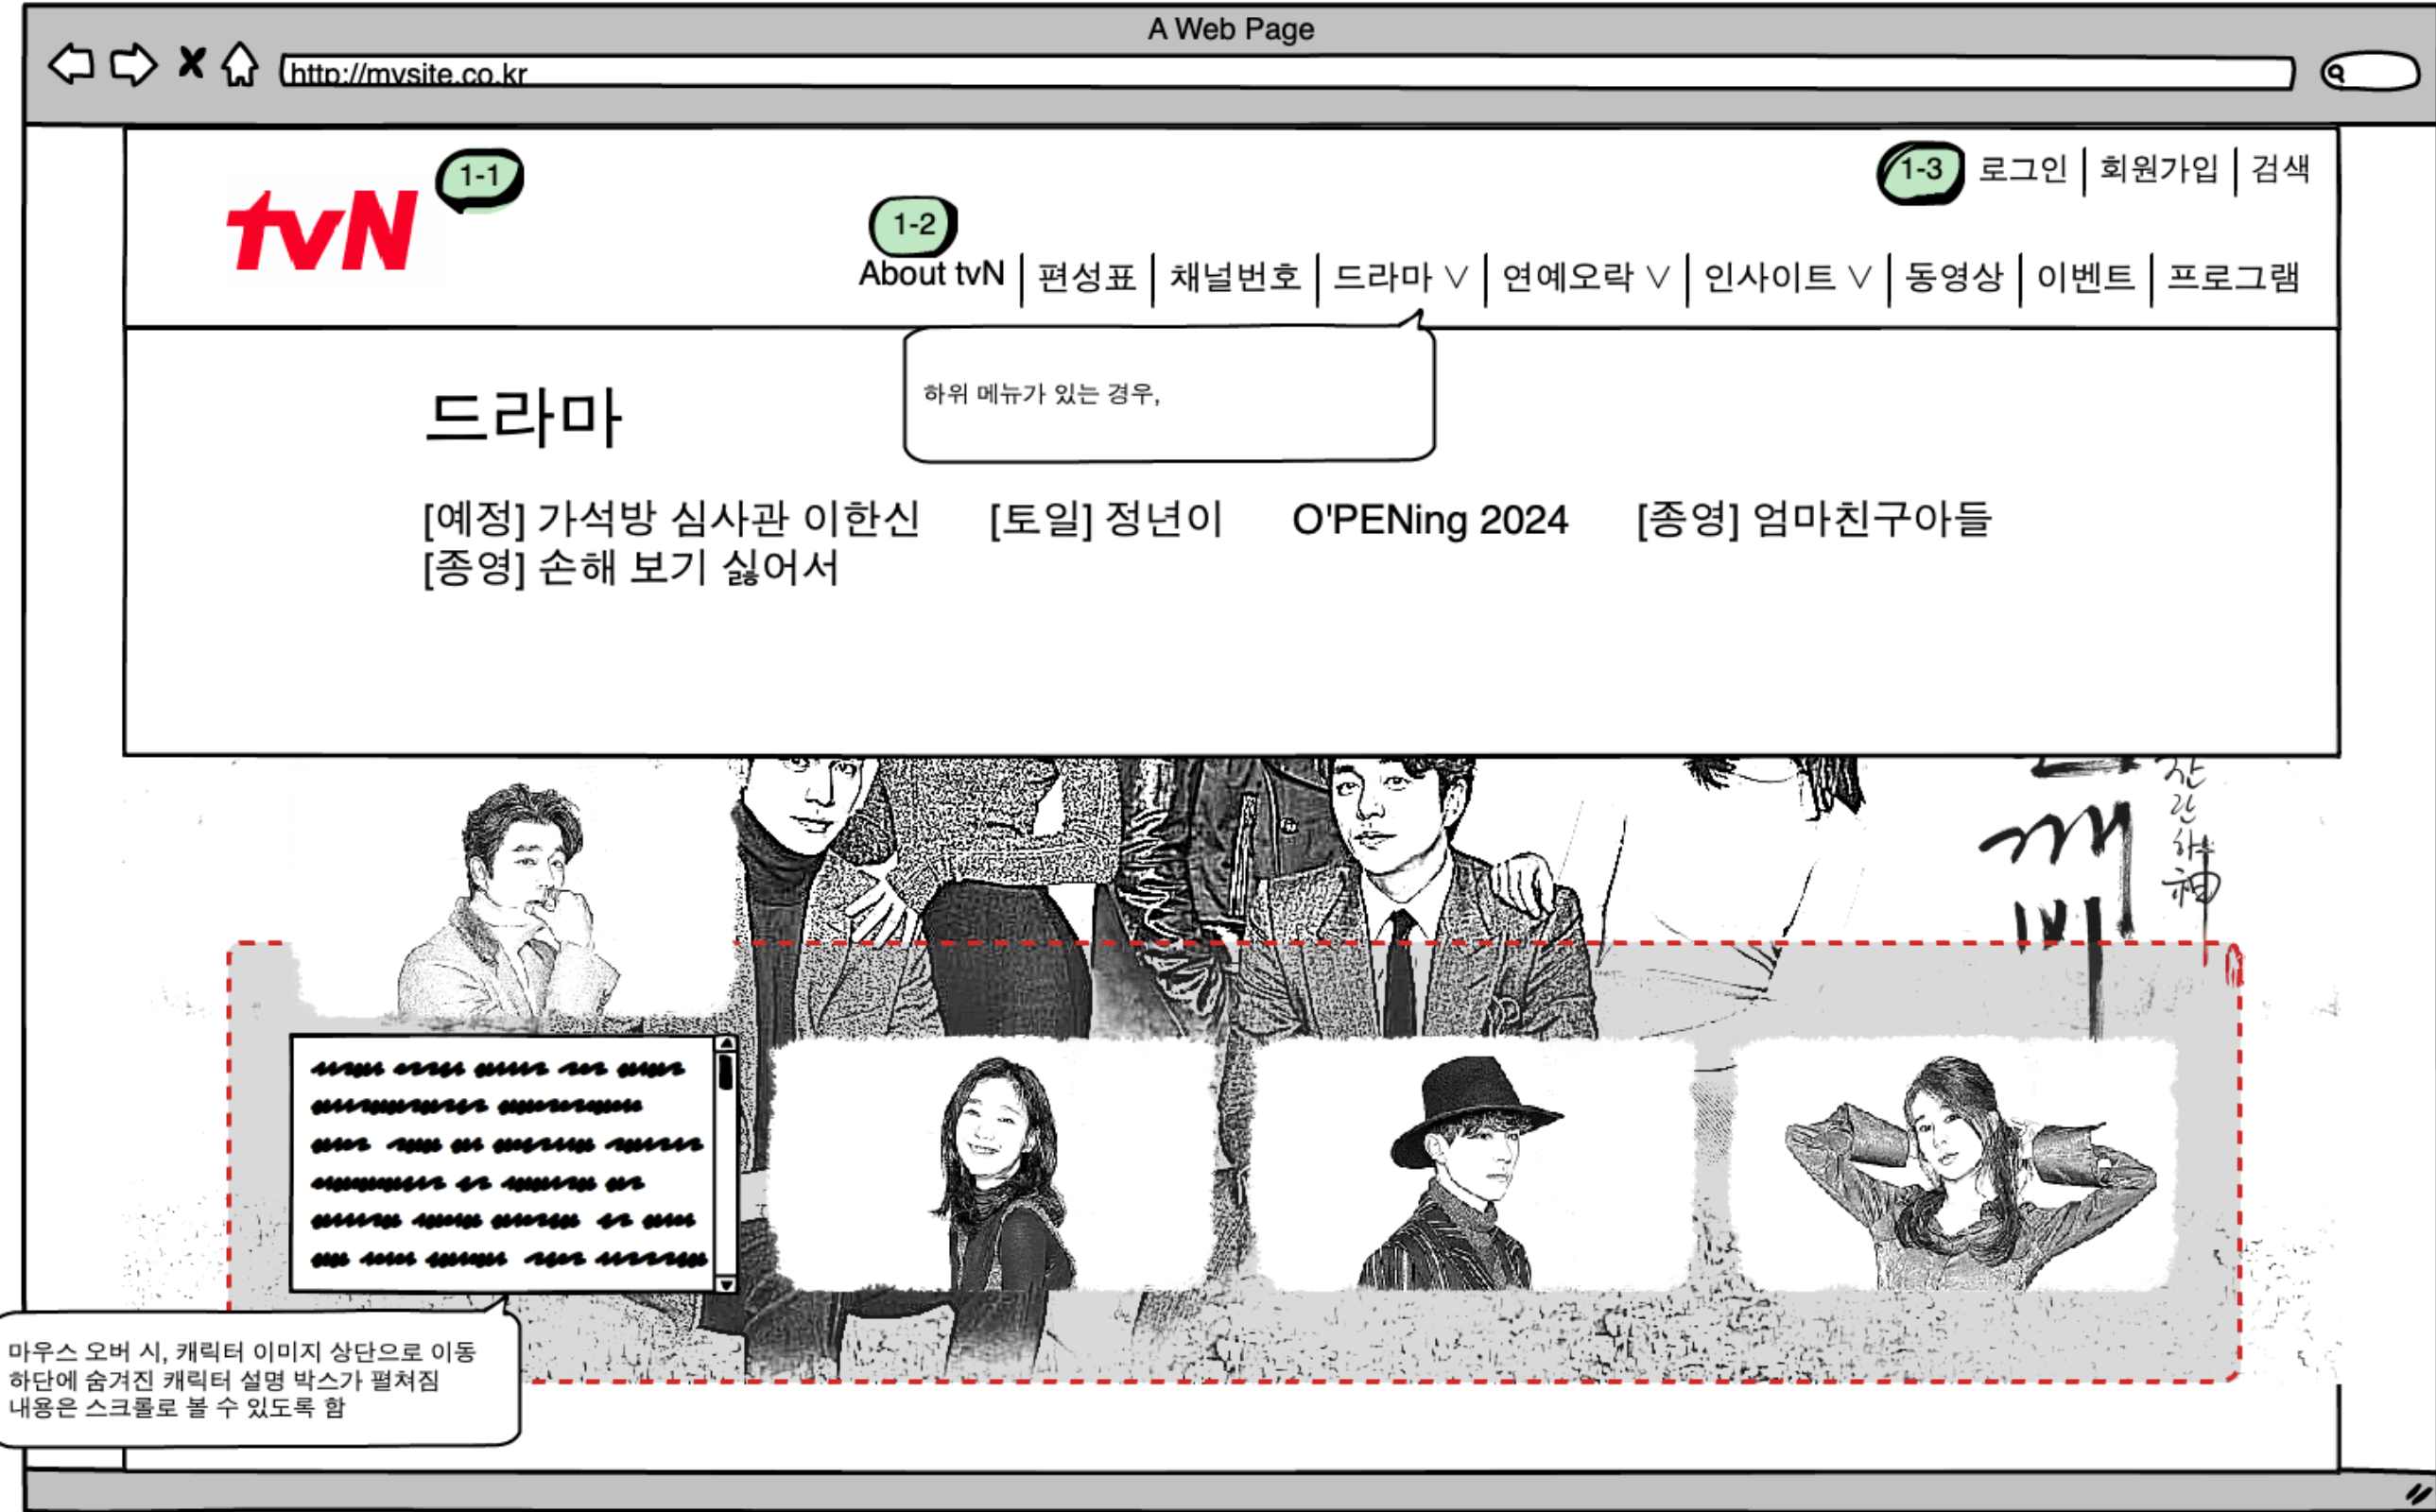 A Web Page
http://mysite.co.kr
tvN
1-1
1-3
로그인 | 회원가입 | 검색
1-2
About tvN | 편성표 | 채널번호 | 드라마 ∨ | 연예오락 ∨ | 인사이트 ∨ | 동영상 | 이벤트 | 프로그램
하위 메뉴가 있는 경우,
드라마
[예정] 가석방 심사관 이한신 [토일] 정년이 O'PENing 2024 [종영] 엄마친구아들
[종영] 손해 보기 싫어서
찬란하神
깨비
마우스 오버 시, 캐릭터 이미지 상단으로 이동
하단에 숨겨진 캐릭터 설명 박스가 펼쳐짐
내용은 스크롤로 볼 수 있도록 함